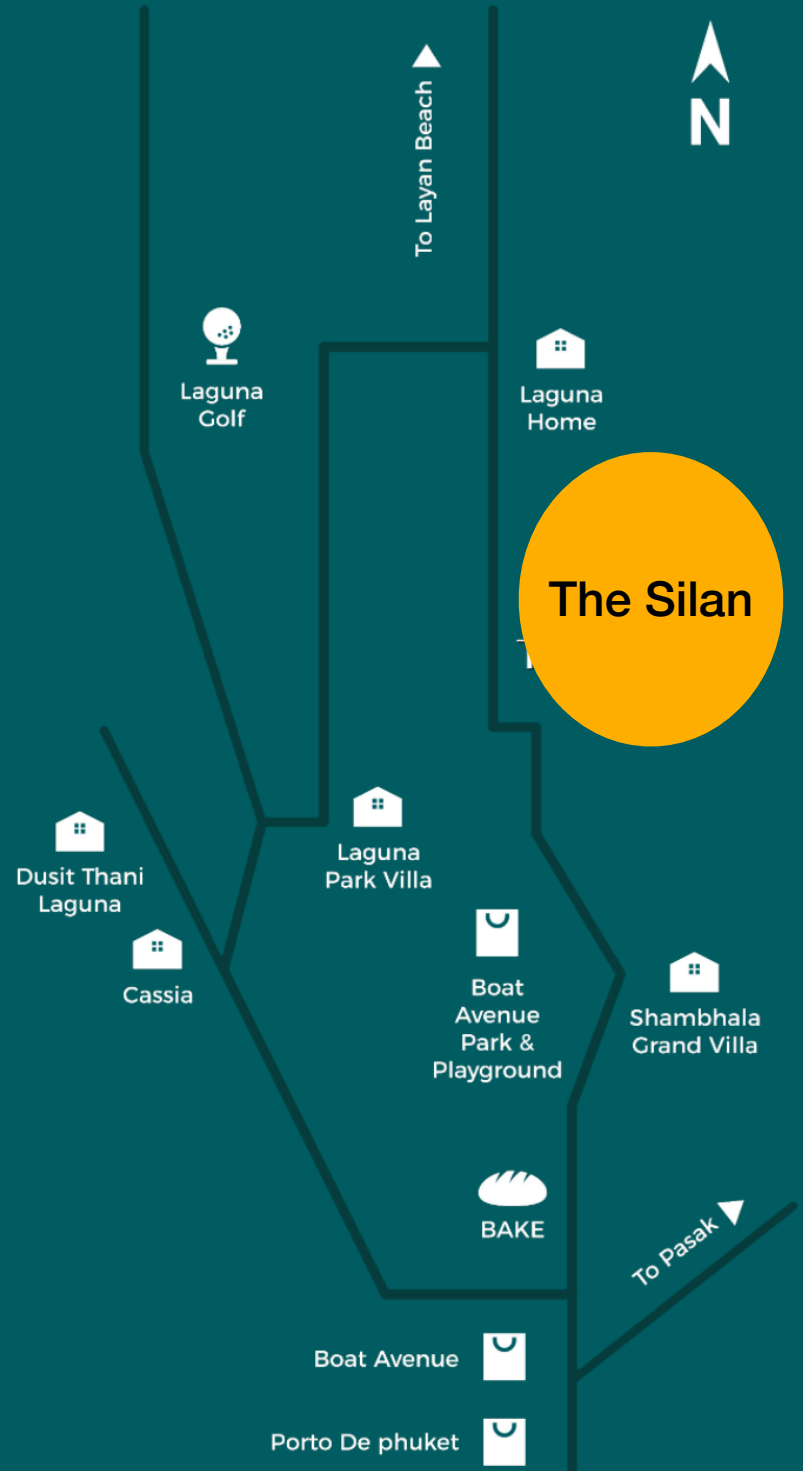 N
To Layan Beach
Laguna
Golf
Laguna
Home
The Silan
Laguna
Park Villa
Dusit Thani
Laguna
Cassia
Boat
Avenue
Park &
Playground
Shambhala
Grand Villa
BAKE
To Pasak
Boat Avenue
Porto De phuket